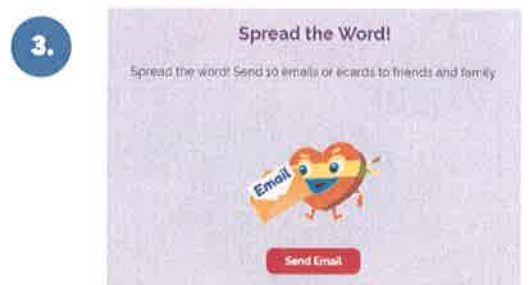 3.
Spread the Word!
Spread the word! Send 10 emails or ecards to friends and family
Email
Send Email